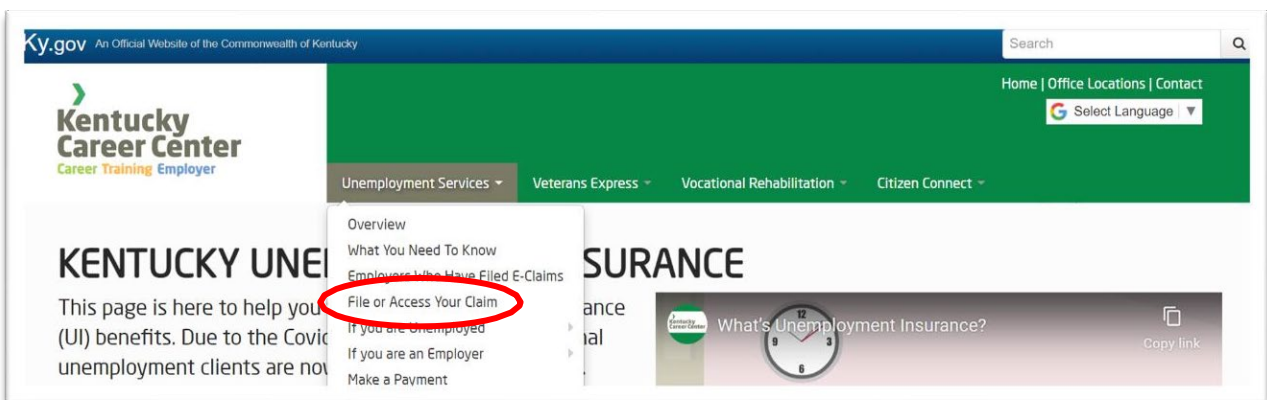 Ky.gov An Official Website of the Commonwealth of Kentucky
Search
Home | Office Locations | Contact
G Select Language ▼
Kentucky
Career Center
Career Training Employer
Unemployment Services
Veterans Express
Vocational Rehabilitation
Citizen Connect
Overview
What You Need To Know
Employers Who Have Filed E-Claims
File or Access Your Claim
If you are Unemployed
If you are an Employer
Make a Payment
KENTUCKY UNE SURANCE
This page is here to help you ance
(UI) benefits. Due to the Covid nal
unemployment clients are now
Kentucky
Career Center
What's Unemployment Insurance?
12
9 3
6
Copy link